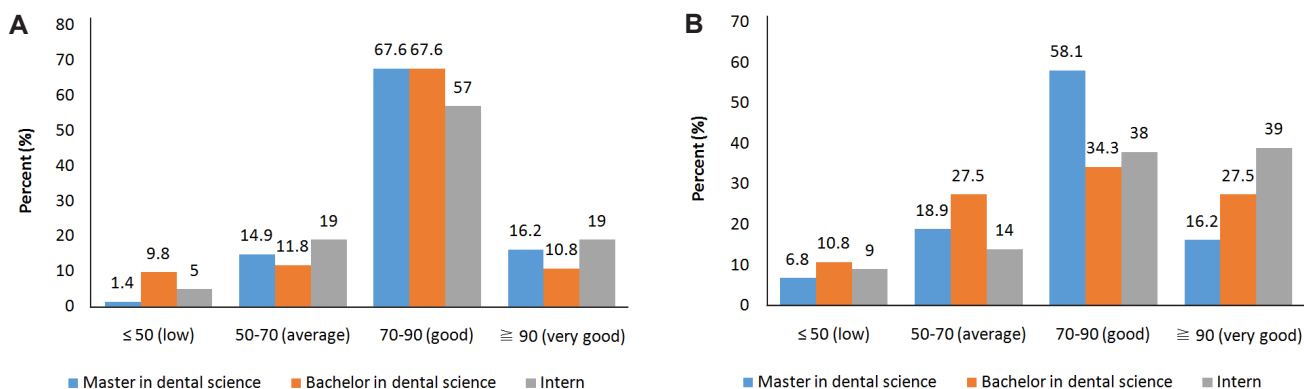 A
Percent (%)
80
70
60
50
40
30
20
10
0
1.4
9.8
5
14.9
11.8
19
67.6
67.6
57
16.2
10.8
19
≤ 50 (low)
50-70 (average)
70-90 (good)
≧ 90 (very good)
Master in dental science
Bachelor in dental science
Intern
B
Percent (%)
70
60
50
40
30
20
10
0
6.8
10.8
9
18.9
27.5
14
58.1
34.3
38
16.2
27.5
39
≤ 50 (low)
50-70 (average)
70-90 (good)
≧ 90 (very good)
Master in dental science
Bachelor in dental science
Intern